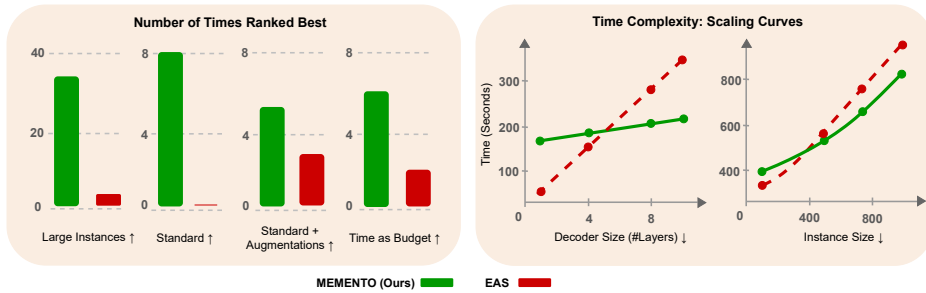 Number of Times Ranked Best
40
20
0
Large Instances ↑
8
4
0
Standard ↑
8
4
0
Standard +
Augmentations ↑
8
4
0
Time as Budget ↑
Time Complexity: Scaling Curves
Time (Seconds)
300
200
100
0
4
8
Decoder Size (#Layers) ↓
800
600
400
0
400
800
Instance Size ↓
MEMENTO (Ours)
EAS